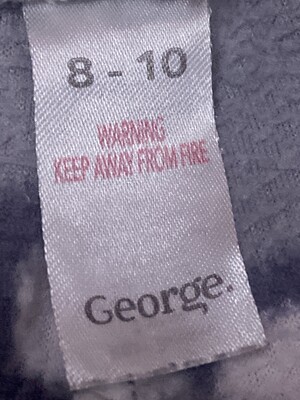 8 - 10
WARNING
KEEP AWAY FROM FIRE
George.